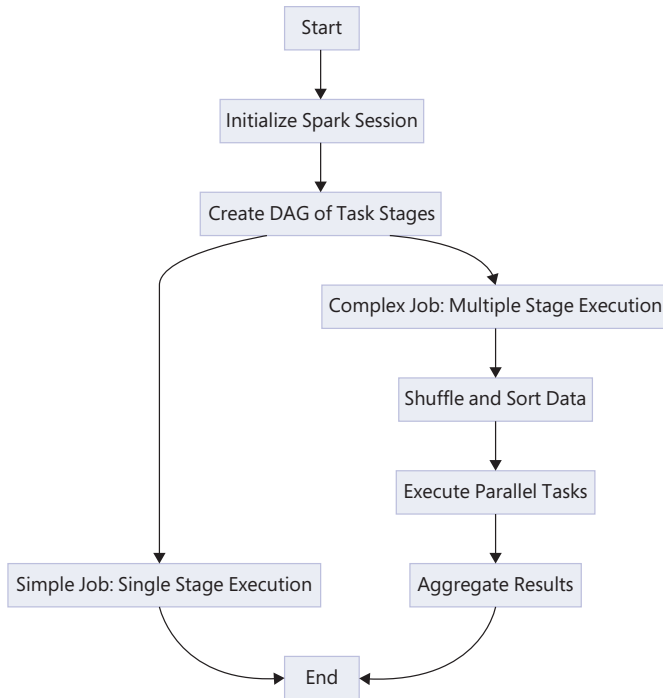 Start
Initialize Spark Session
Create DAG of Task Stages
Complex Job: Multiple Stage Execution
Shuffle and Sort Data
Execute Parallel Tasks
Simple Job: Single Stage Execution
Aggregate Results
End